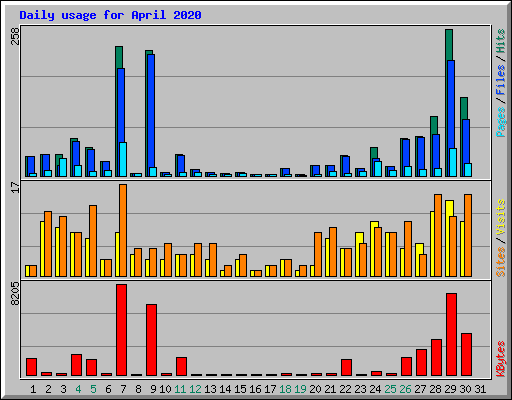 Daily usage for April 2020
258
Pages / Files / Hits
17
Sites / Visits
8205
KBytes
1 2 3 4 5 6 7 8 9 10 11 12 13 14 15 16 17 18 19 20 21 22 23 24 25 26 27 28 29 30 31